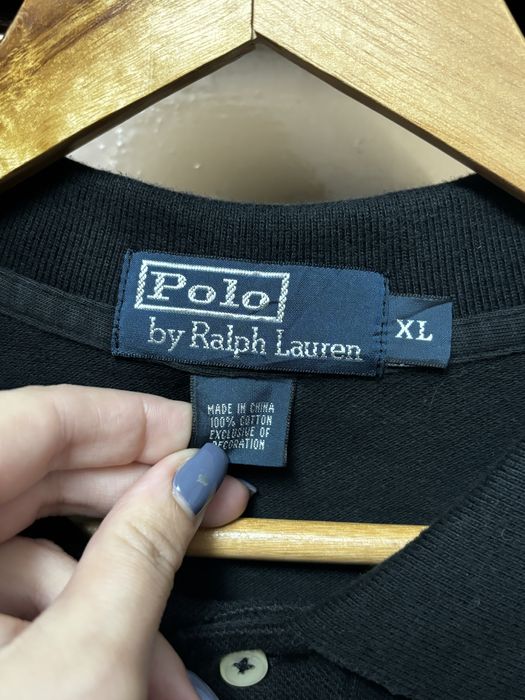 Polo
by Ralph Lauren
XL
MADE IN CHINA
100% COTTON
EXCLUSIVE OF
DECORATION